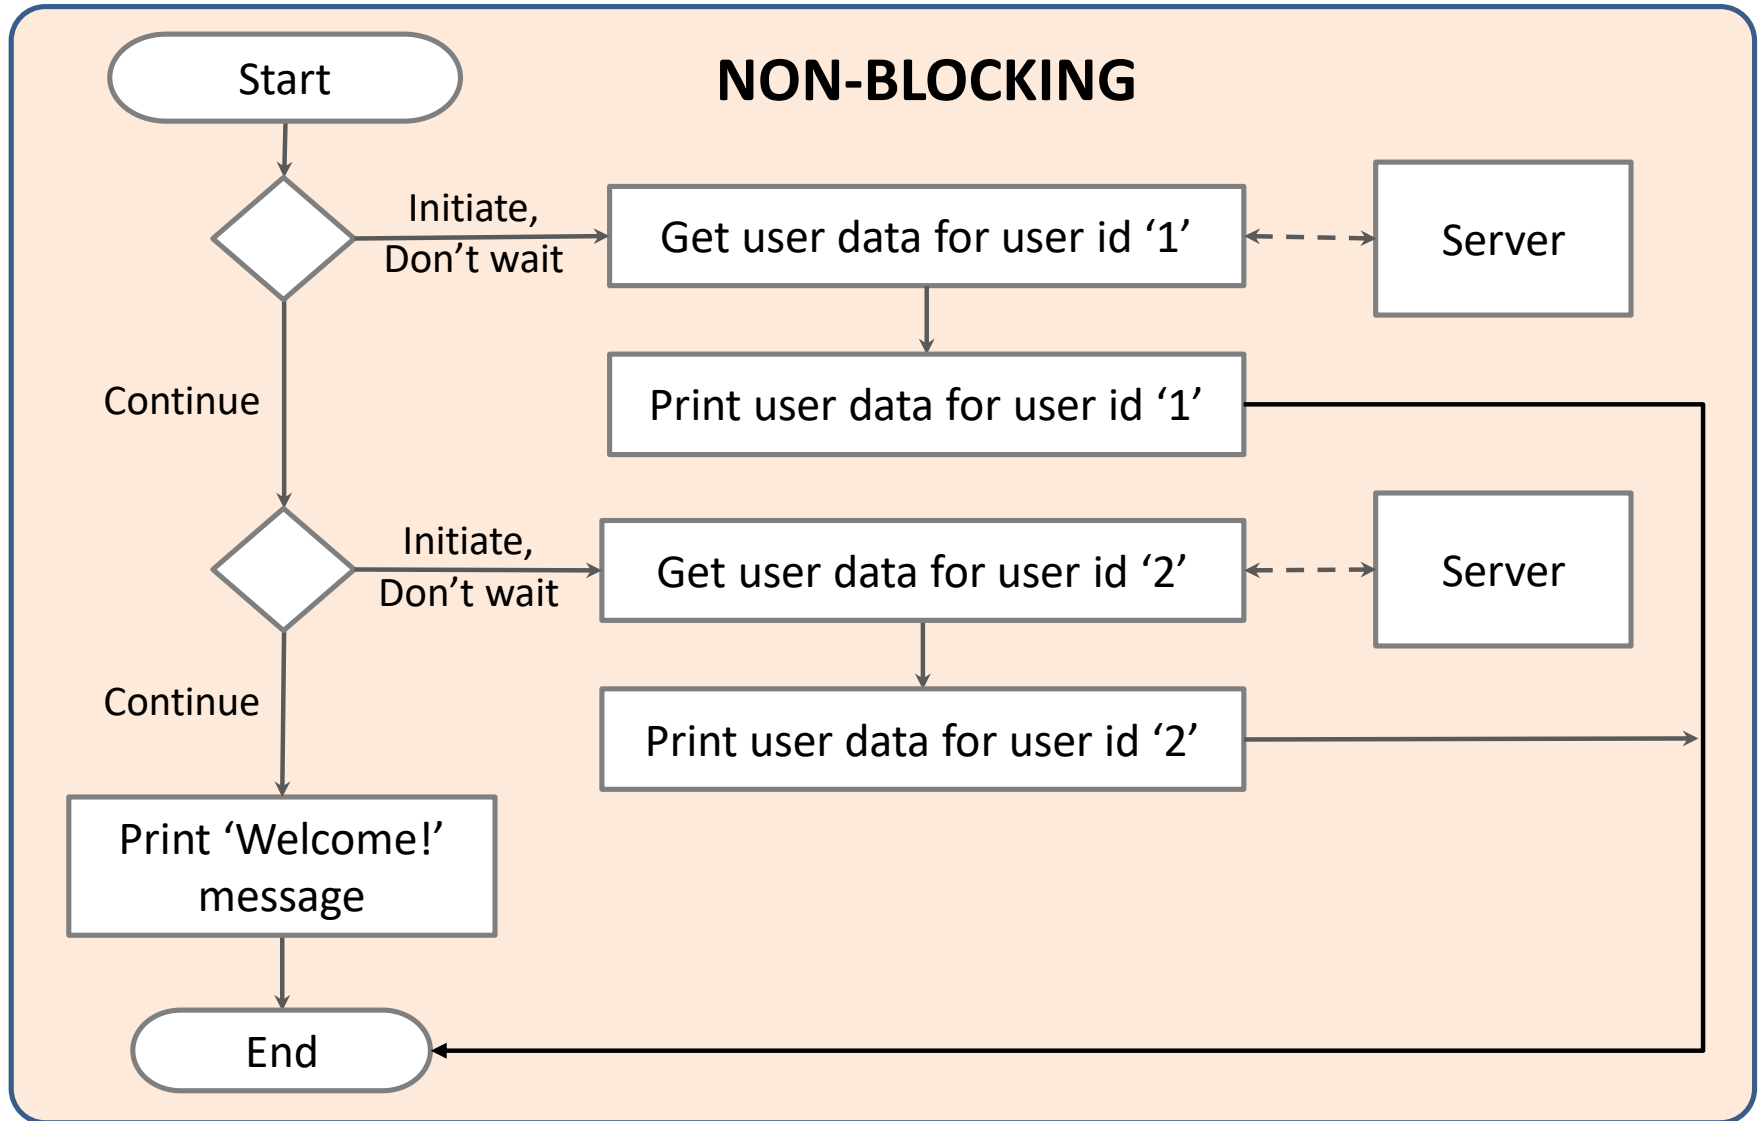 Start
NON-BLOCKING
Initiate,
Don’t wait
Get user data for user id ‘1’
Server
Continue
Print user data for user id ‘1’
Initiate,
Don’t wait
Get user data for user id ‘2’
Server
Continue
Print user data for user id ‘2’
Print ‘Welcome!’
message
End